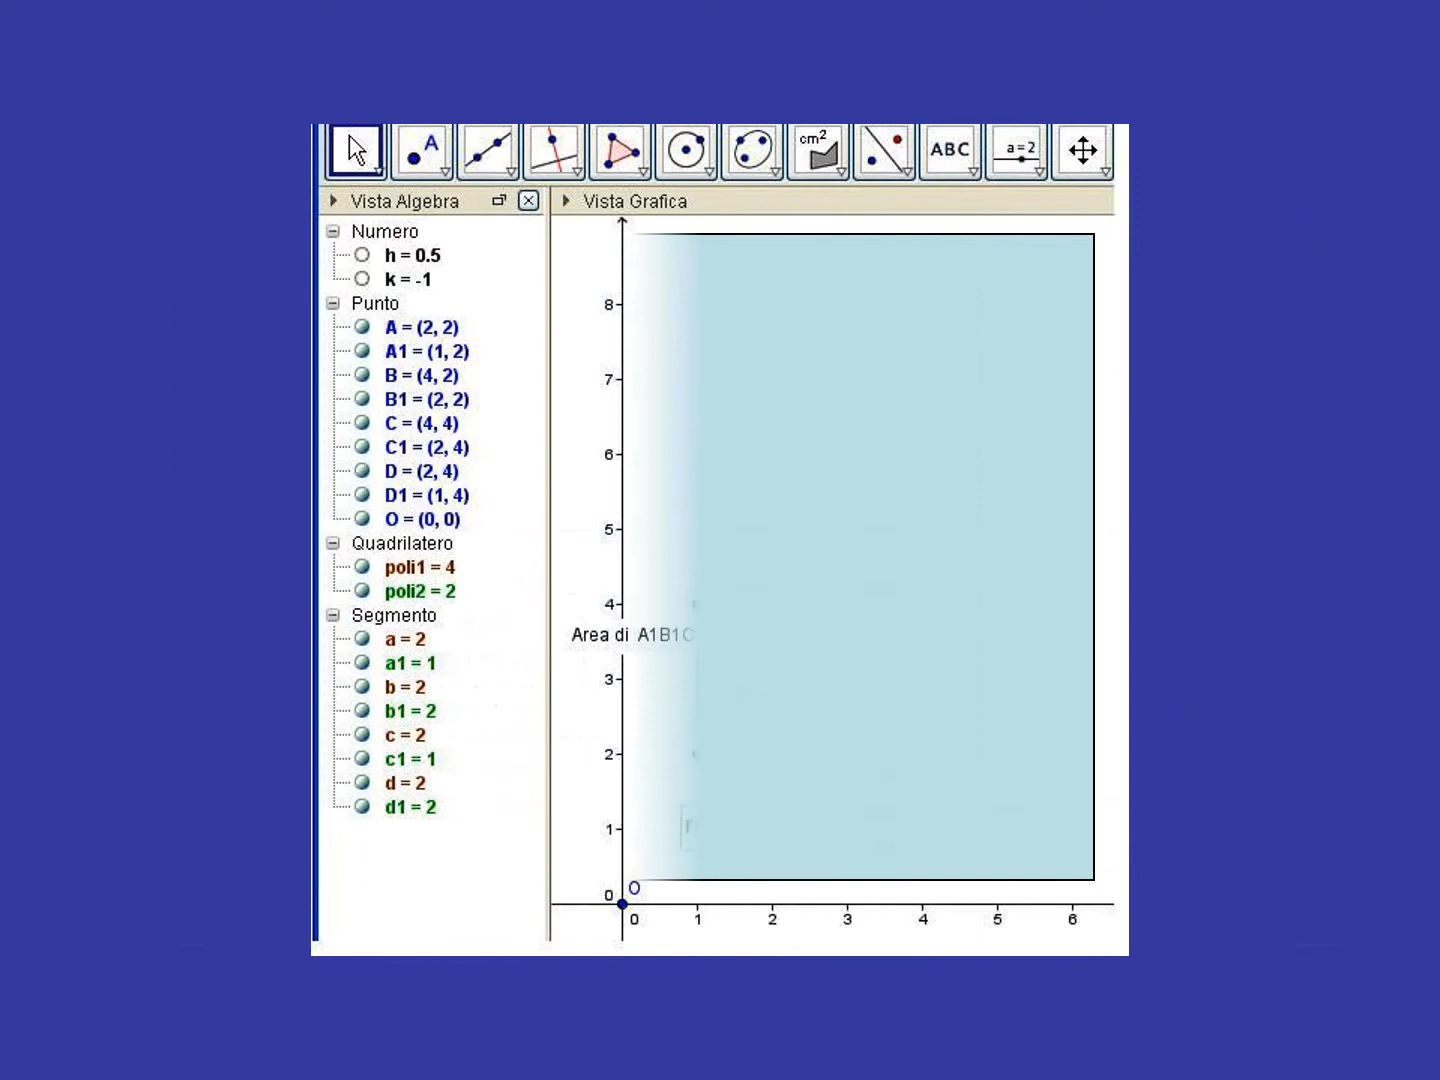 A
cm²
ABC
a=2
Vista Algebra
Vista Grafica
Numero
h = 0.5
k = -1
Punto
A = (2, 2)
A1 = (1, 2)
B = (4, 2)
B1 = (2, 2)
C = (4, 4)
C1 = (2, 4)
D = (2, 4)
D1 = (1, 4)
O = (0, 0)
Quadrilatero
poli1 = 4
poli2 = 2
Segmento
a = 2
a1 = 1
b = 2
b1 = 2
c = 2
c1 = 1
d = 2
d1 = 2
8
7
6
5
4
Area di A1B1C
3
2
1
0
O
0 1 2 3 4 5 6